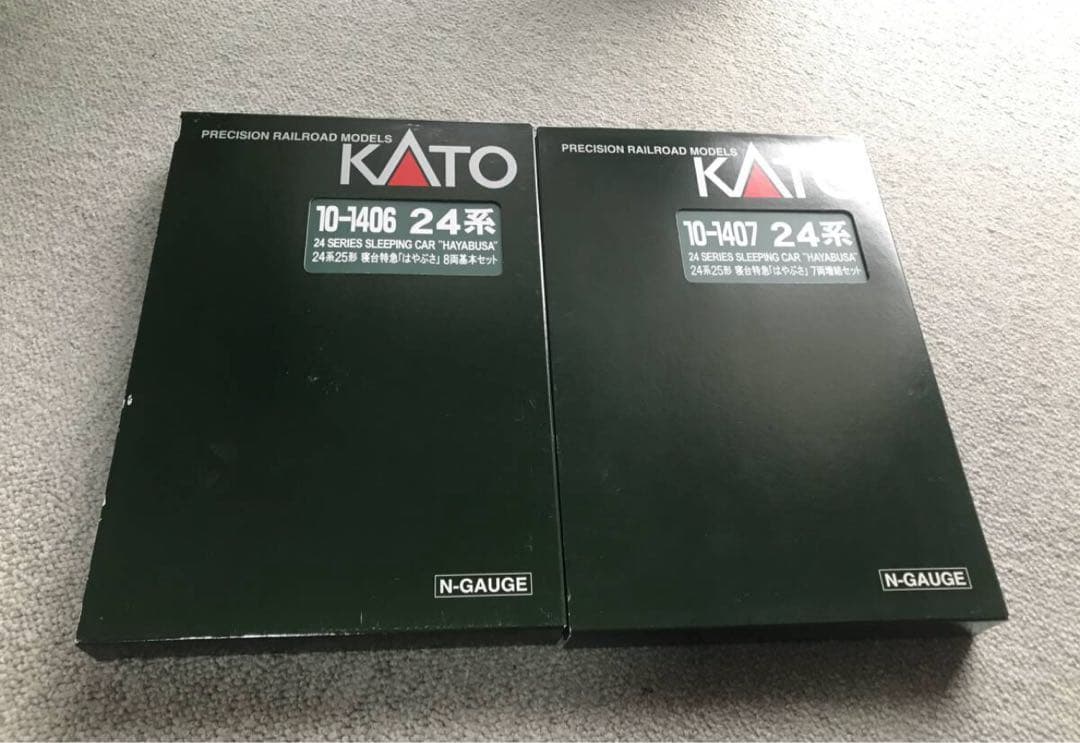 PRECISION RAILROAD MODELS
KATO
10-1406 24系
24 SERIES SLEEPING CAR "HAYABUSA"
24系25形 寝台特急「はやぶさ」 8両基本セット
N-GAUGE
PRECISION RAILROAD MODELS
KATO
10-1407 24系
24 SERIES SLEEPING CAR "HAYABUSA"
24系25形 寝台特急「はやぶさ」 7両増結セット
N-GAUGE